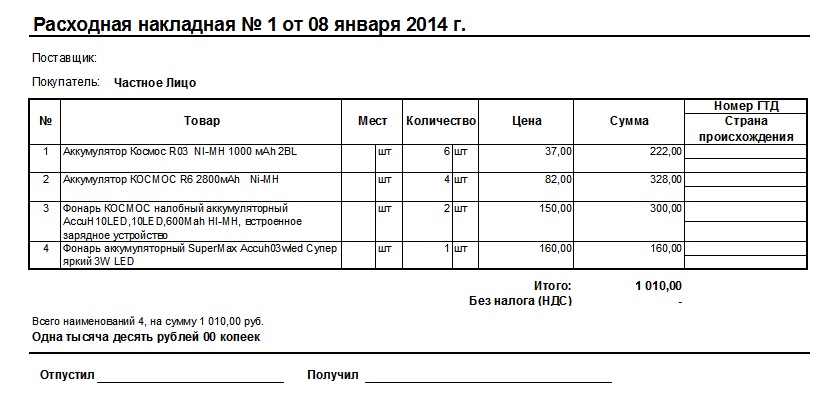 Расходная накладная № 1 от 08 января 2014 г.
Поставщик:
Покупатель: Частное Лицо
№ Товар Мест Количество Цена Сумма Номер ГТД
Страна
происхождения
1 Аккумулятор Космос R03 NI-MH 1000 мАh 2BL шт 6 шт 37,00 222,00
2 Аккумулятор КОСМОС R6 2800мАh Ni-MH шт 4 шт 82,00 328,00
3 Фонарь КОСМОС налобный аккумуляторный шт 2 шт 150,00 300,00
AccuH10LED,10LED,600Mah HI-MH, встроенное
зарядное устройство
4 Фонарь аккумуляторный SuperMax Accuh03wled Супер шт 1 шт 160,00 160,00
яркий 3W LED
Итого: 1 010,00
Без налога (НДС) -
Всего наименований 4, на сумму 1 010,00 руб.
Одна тысяча десять рублей 00 копеек
Отпустил Получил